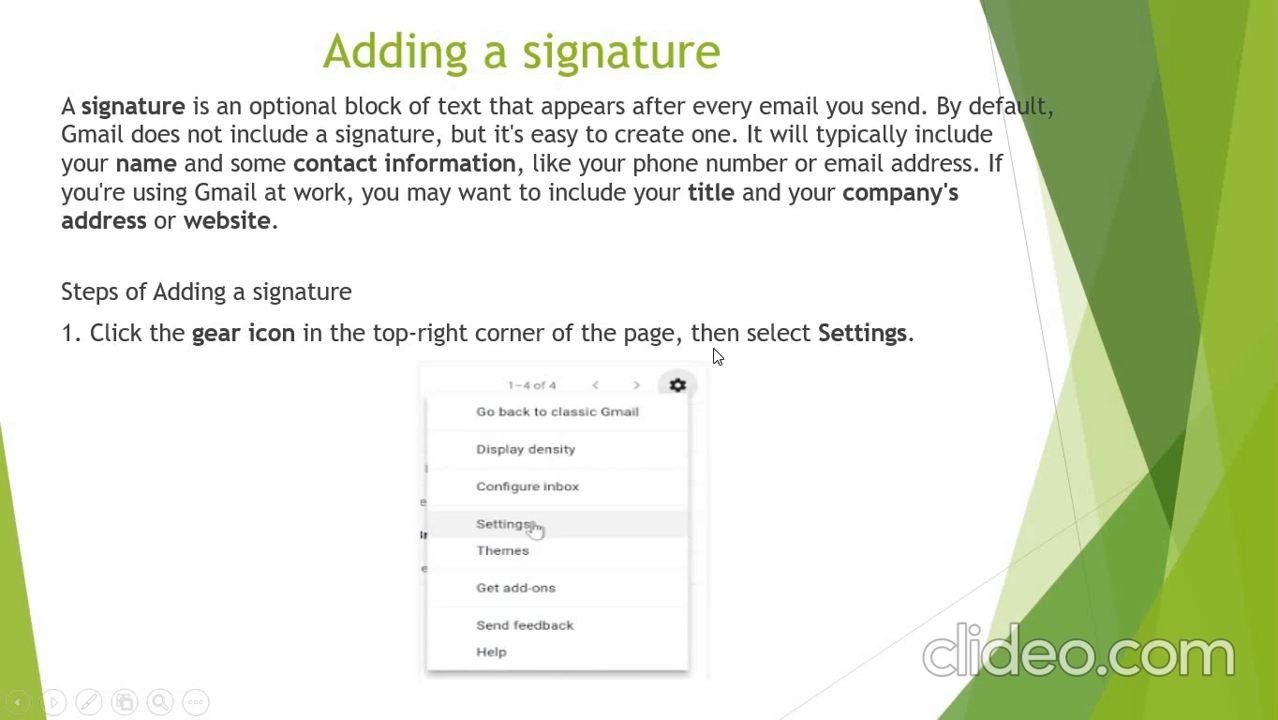 Adding a signature
A signature is an optional block of text that appears after every email you send. By default,
Gmail does not include a signature, but it's easy to create one. It will typically include
your name and some contact information, like your phone number or email address. If
you're using Gmail at work, you may want to include your title and your company's
address or website.
Steps of Adding a signature
1. Click the gear icon in the top-right corner of the page, then select Settings.
1–4 of 4
Go back to classic Gmail
Display density
Configure inbox
Settings
Themes
Get add-ons
Send feedback
Help
clideo.com